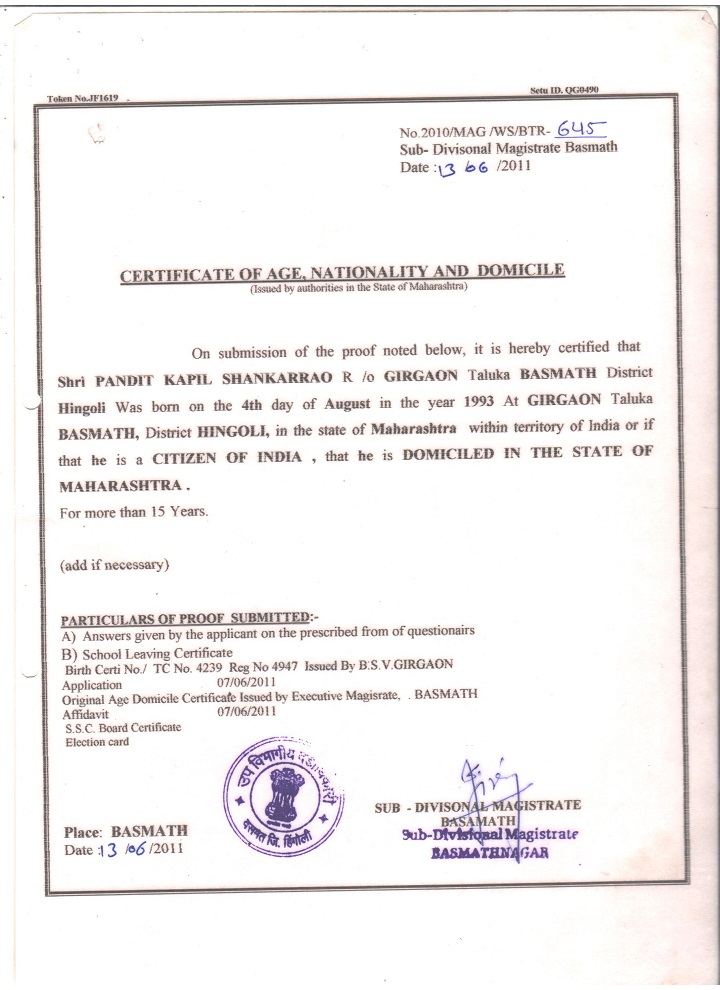 Token No.JF1619 .
Setu ID. QG0490
No.2010/MAG /WS/BTR- 645
Sub- Divisonal Magistrate Basmath
Date :13 06 /2011
CERTIFICATE OF AGE, NATIONALITY AND DOMICILE
(Issued by authorities in the State of Maharashtra)
On submission of the proof noted below, it is hereby certified that
Shri PANDIT KAPIL SHANKARRAO R /o GIRGAON Taluka BASMATH District
Hingoli Was born on the 4th day of August in the year 1993 At GIRGAON Taluka
BASMATH, District HINGOLI, in the state of Maharashtra within territory of India or if
that he is a CITIZEN OF INDIA , that he is DOMICILED IN THE STATE OF
MAHARASHTRA .
For more than 15 Years.
(add if necessary)
PARTICULARS OF PROOF SUBMITTED:-
A) Answers given by the applicant on the prescribed from of questionairs
B) School Leaving Certificate
Birth Certi No./ TC No. 4239 Reg No 4947 Issued By B.S.V.GIRGAON
Application 07/06/2011
Original Age Domicile Certificate Issued by Executive Magisrate, . BASMATH
Affidavit 07/06/2011
S.S.C. Board Certificate
Election card
उप विभागीय दंडाधिकारी
वसमत जि. हिंगोली
SUB - DIVISONAL MAGISTRATE
BASAMATH
Sub-Divisional Magistrate
BASMATHNAGAR
Place: BASMATH
Date :13 /06 /2011